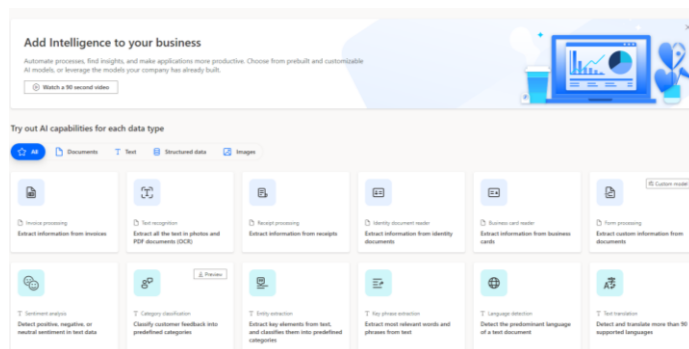 Add Intelligence to your business
Automate processes, find insights, and make applications more productive. Choose from prebuilt and customizable
AI models, or leverage the models your company has already built.
Watch a 90 second video
Try out AI capabilities for each data type
All
Documents
Text
Structured data
Images
Custom model
Invoice processing
Extract information from invoices
Text recognition
Extract all the text in photos and
PDF documents (OCR)
Receipt processing
Extract information from receipts
Identity document reader
Extract information from identity
documents
Business card reader
Extract information from business
cards
Form processing
Extract custom information from
documents
Preview
Sentiment analysis
Detect positive, negative, or
neutral sentiment in text data
Category classification
Classify customer feedback into
predefined categories
Entity extraction
Extract key elements from text,
and classifies them into predefined
categories
Key phrase extraction
Extract most relevant words and
phrases from text
Language detection
Detect the predominant language
of a text document
Text translation
Detect and translate more than 90
supported languages